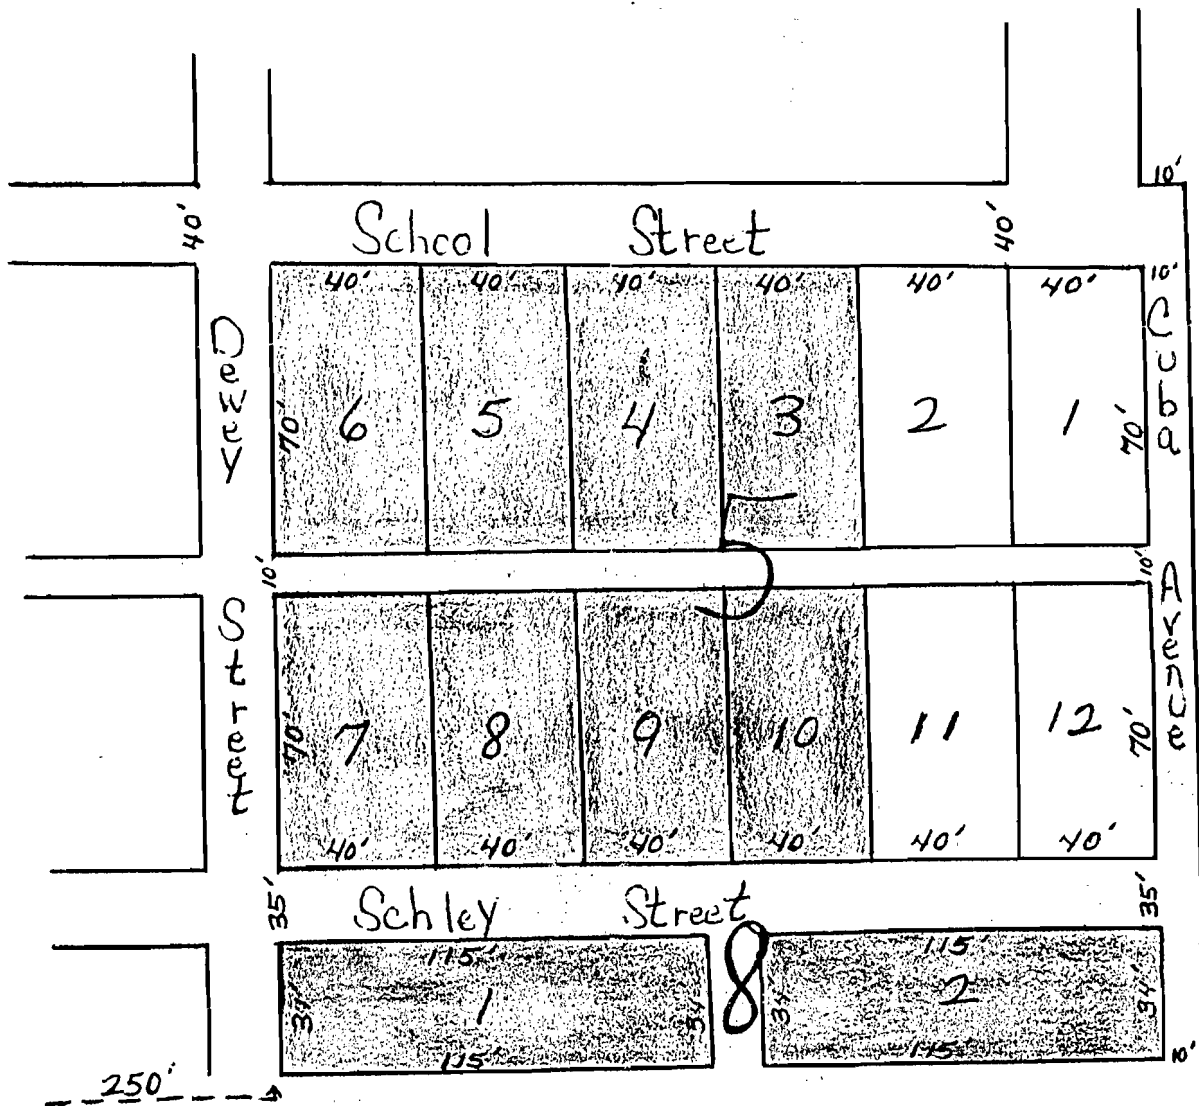 10'
40'
School Street
40'
40' 40' 40' 40' 40' 40' 10'
Dewey Street
Cuba Avenue
70' 6 5 4 3 2 1 70'
5
10' 10'
70' 7 8 9 10 11 12 70'
40' 40' 40' 40' 40' 40'
35' Schley Street 35'
8
115' 115'
34' 1 34' 34' 2 34'
115' 115' 10'
250'